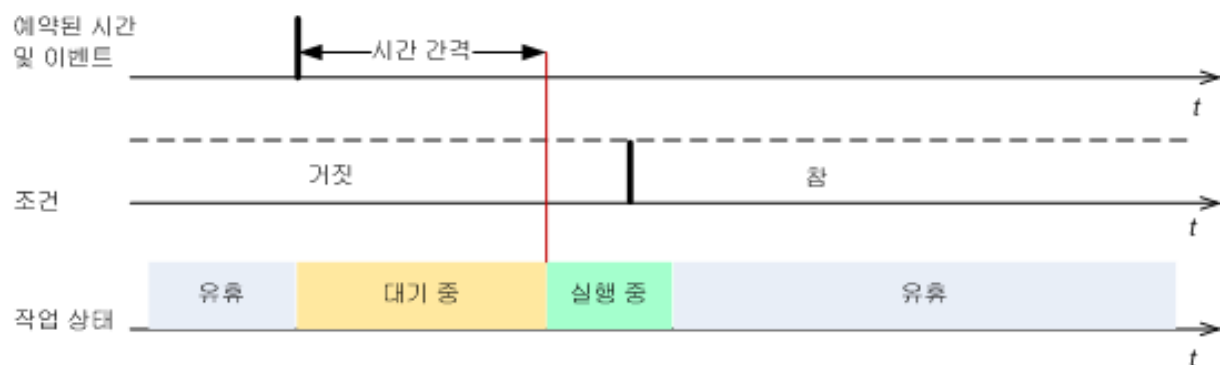 예약된 시간
및 이벤트
시간 간격
t
거짓
참
조건
t
유휴
대기 중
실행 중
유휴
작업 상태
t